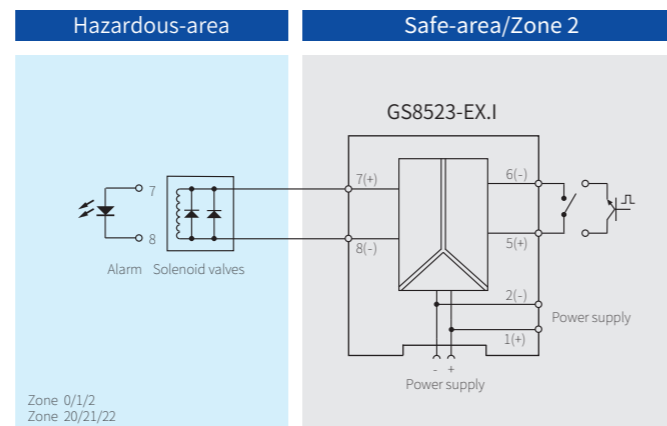 Hazardous-area
Safe-area/Zone 2
GS8523-EX.I
7(+)
6(-)
7
8
8(-)
5(+)
Alarm Solenoid valves
2(-)
Power supply
1(+)
- +
Power supply
Zone 0/1/2
Zone 20/21/22